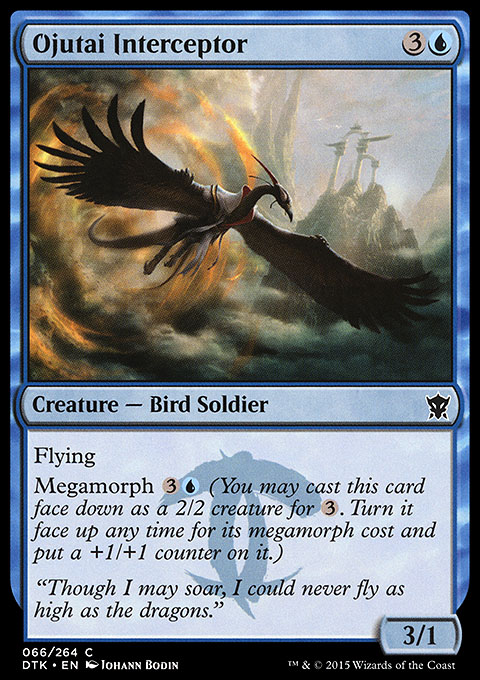 Ojutai Interceptor 3
Creature — Bird Soldier
Flying
Megamorph 3 (You may cast this card
face down as a 2/2 creature for 3. Turn it
face up any time for its megamorph cost and
put a +1/+1 counter on it.)
“Though I may soar, I could never fly as
high as the dragons.”
3/1
066/264 C
DTK • EN Johann Bodin
™ & © 2015 Wizards of the Coast